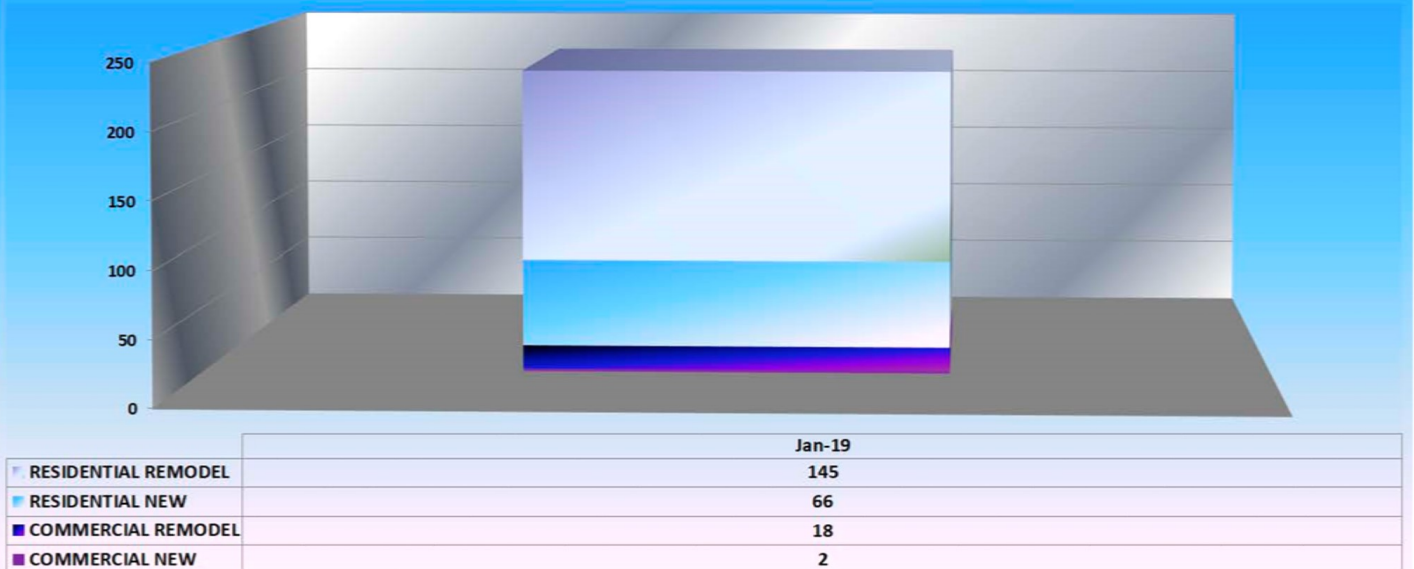 250
200
150
100
50
0
Jan-19
RESIDENTIAL REMODEL 145
RESIDENTIAL NEW 66
COMMERCIAL REMODEL 18
COMMERCIAL NEW 2